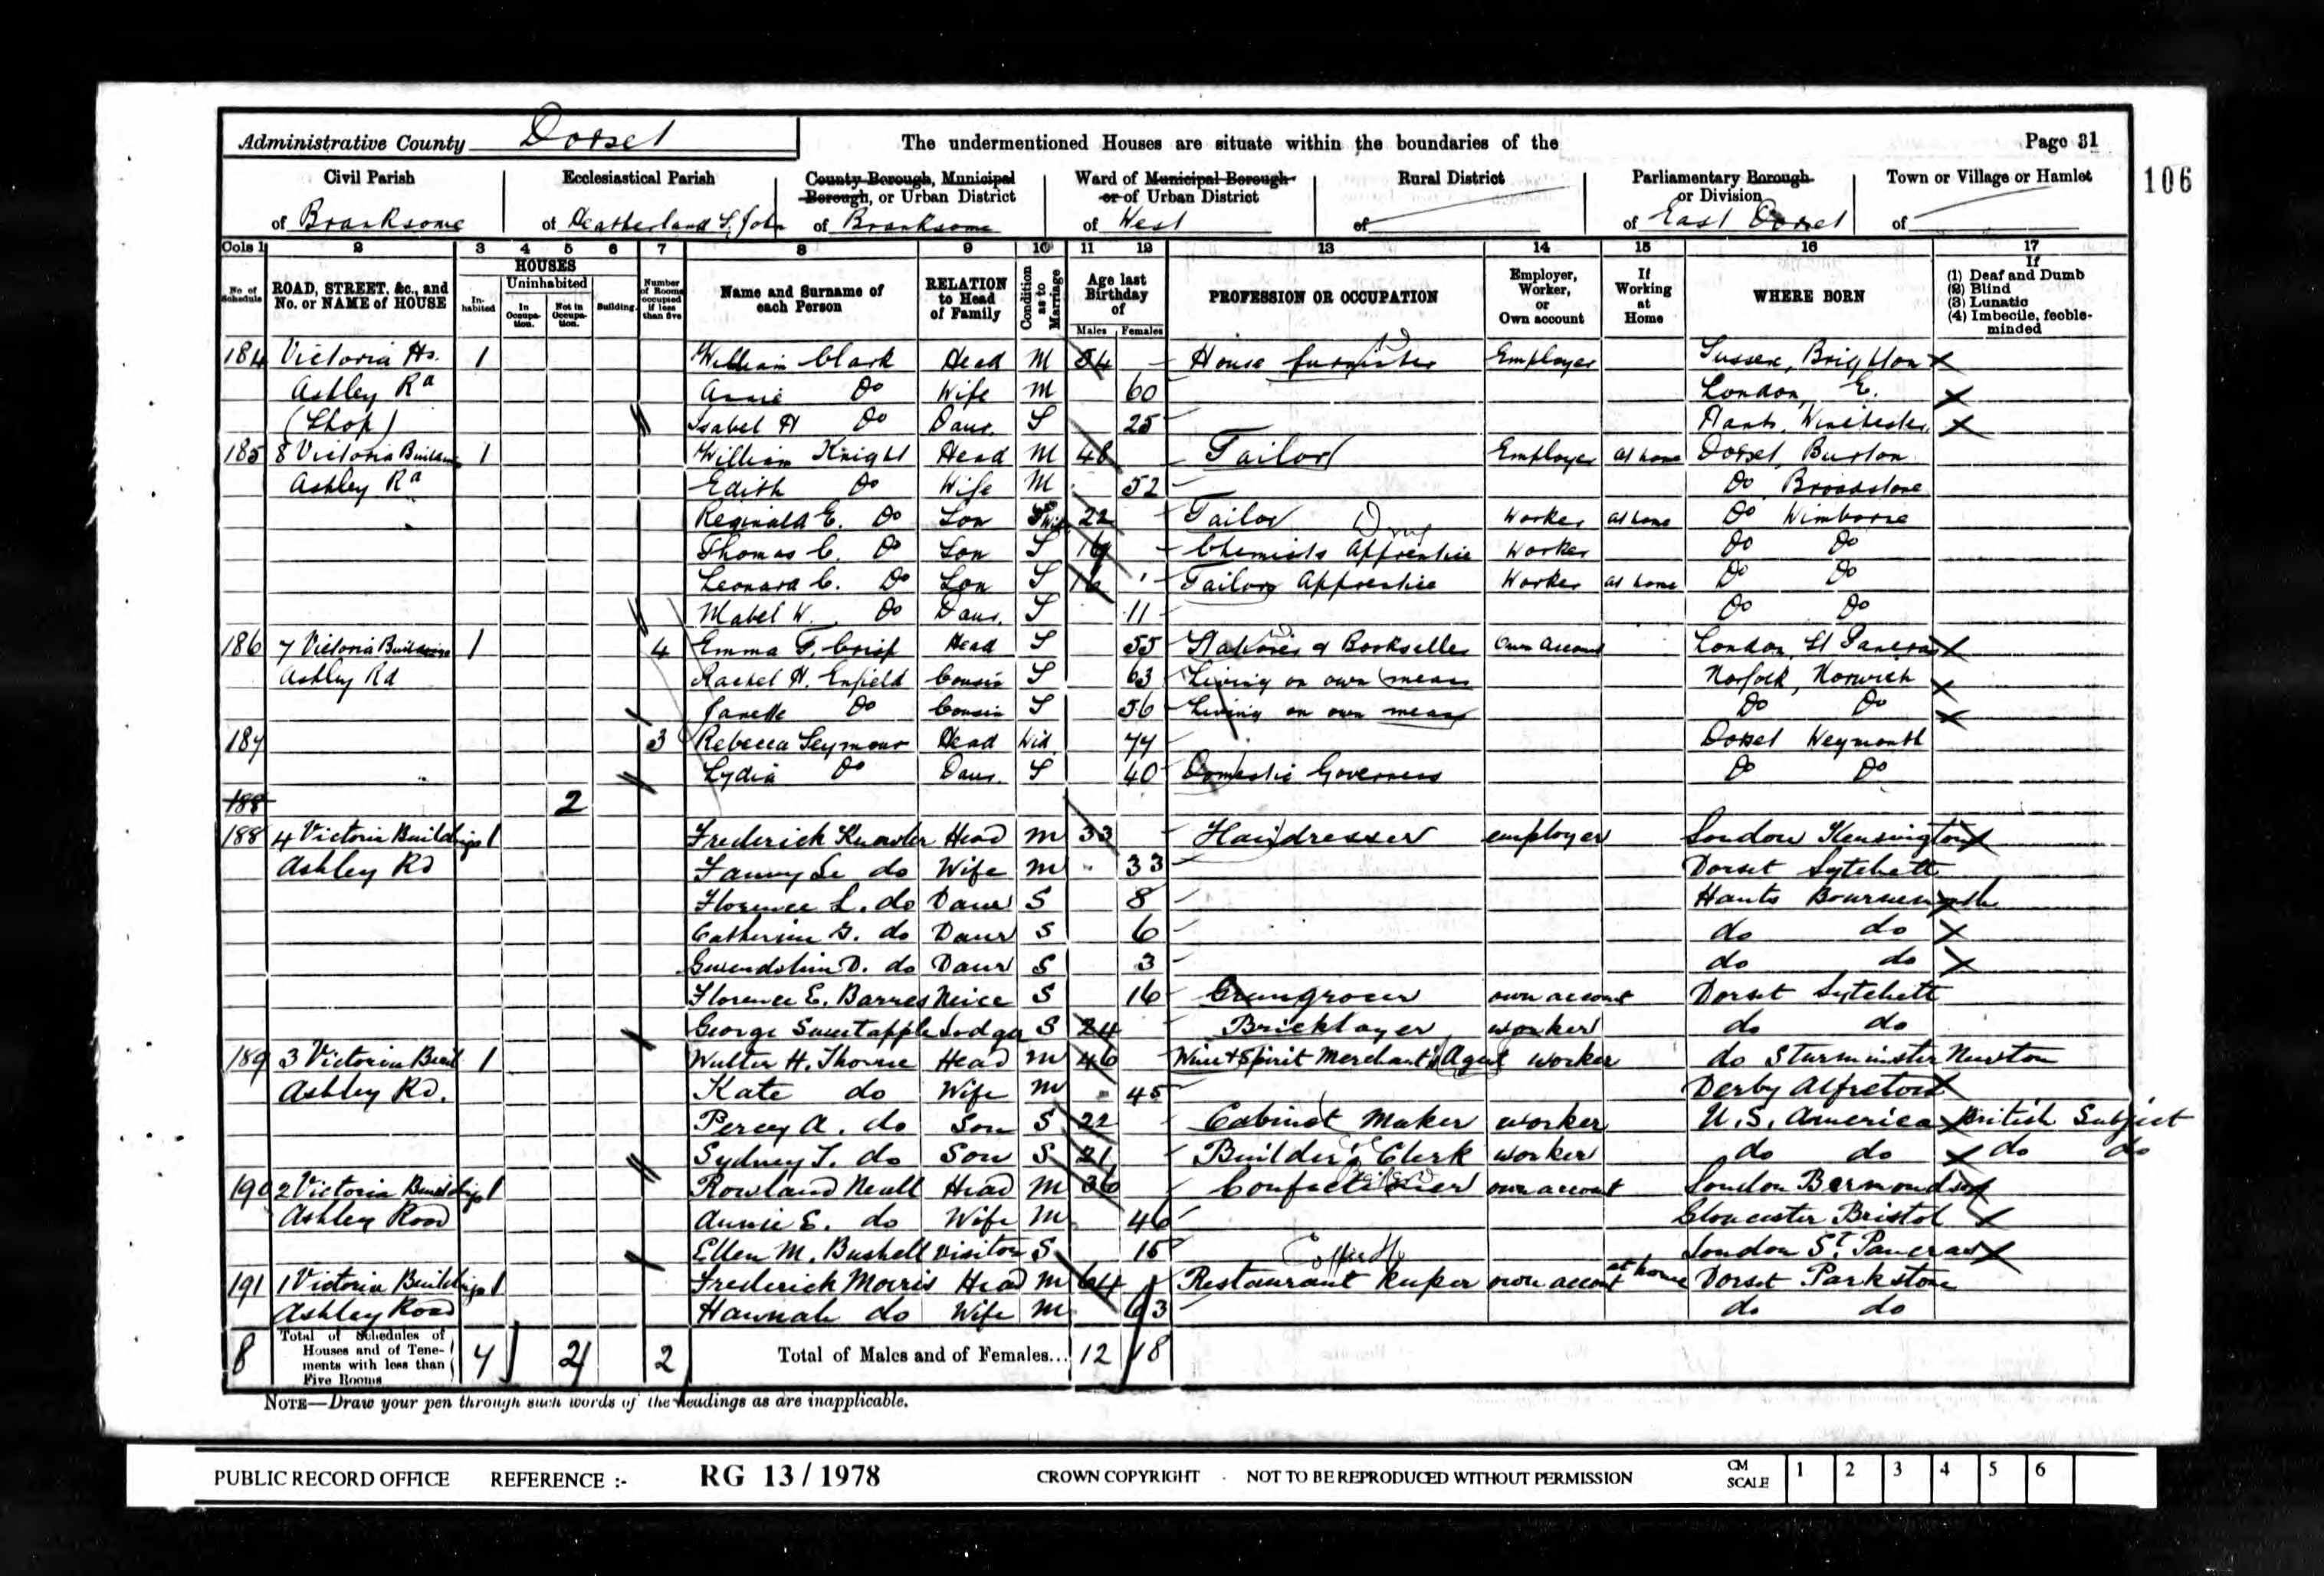 Administrative County Dorset
The undermentioned Houses are situate within the boundaries of the
Page 31
106
Civil Parish
of Branksome
Ecclesiastical Parish
of Heatherland St. John
County Borough, Municipal Borough, or Urban District
of Branksome
Ward of Municipal Borough or of Urban District
of West
Rural District
of
Parliamentary Borough or Division
of East Dorset
Town or Village or Hamlet
of
Cols 1 2 3 4 5 6 7 8 9 10 11 12 13 14 15 16 17
No of Schedule
ROAD, STREET, &c., and No. or NAME of HOUSE
HOUSES
In-habited
Uninhabited
In Occupa-tion.
Not in Occupa-tion.
Building.
Number of Rooms occupied if less than five
Name and Surname of each Person
RELATION to Head of Family
Condition as to Marriage
Age last Birthday of
Males Females
PROFESSION OR OCCUPATION
Employer, Worker, or Own account
If Working at Home
WHERE BORN
If
(1) Deaf and Dumb
(2) Blind
(3) Lunatic
(4) Imbecile, feeble-minded
184 Victoria Ho. 1 William Clark Head M 54 House furnisher Employer Sussex, Brighton
Ashley Rd Annie Do Wife M 60 London, E.
(Shop) Isabel H Do Daur. S 25 Hants, Winchester
185 8 Victoria Buildings 1 William Knight Head M 48 Tailor Employer at home Dorset, Burton
Ashley Rd Edith Do Wife M 52 Do Broadstone
Reginald E. Do Son 22 Tailor Worker at home Do Wimborne
Thomas C. Do Son S 19 Chemists Apprentice Worker Do Do
Leonard C. Do Son S 16 Tailors Apprentice Worker at home Do Do
Mabel W. Do Daur. S 11 Do Do
186 7 Victoria Buildings 1 4 Emma F. Crisp Head S 55 Stationer & Bookseller Own Account London, St Pancras
Ashley Rd Rachel H. Enfield Cousin S 63 Living on own means Norfolk, Norwich
Janette Do Cousin S 56 Living on own means Do Do
187 3 Rebecca Seymour Head Wid. 77 Dorset Weymouth
Lydia Do Daur. S 40 Domestic Governess Do Do
188 2
188 4 Victoria Buildings 1 Frederick Knowler Head M 33 Hairdresser employer London Kensington
Ashley Rd Fanny Le do Wife M 33 Dorset Lytchett
Florence L. do Daur S 8 Hants Bournemouth
Catherine G. do Daur S 6 do do
Gwendoline D. do Daur S 3 do do
Florence E. Barnes Neice S 16 Greengrocer own account Dorset Lytchett
George Sweetapple Lodger S 24 Bricklayer worker do do
189 3 Victoria Buil 1 Walter H. Thorne Head M 46 Wine & Spirit Merchant's Agent worker do Sturminster Newton
Ashley Rd. Kate do Wife M 45 Derby Alfreton
Percy A. do Son S 22 Cabinet Maker worker U.S. America British Subject
Sydney T. do Son S 21 Builder's Clerk worker do do do do
190 2 Victoria Buildings 1 Rowland Neall Head M 36 Confectioner own account London Bermondsey
Ashley Road Annie E. do Wife M 46 Gloucester Bristol
Ellen M. Bushell visitor S 15 London St. Pancras
191 1 Victoria Buildings 1 Frederick Morris Head M 64 Restaurant keeper own account at home Dorset Parkstone
Ashley Road Hannah do Wife M 63 do do
8 Total of Schedules of Houses and of Tene-ments with less than Five Rooms 7 2 2 Total of Males and of Females... 12 18
NOTE—Draw your pen through such words of the headings as are inapplicable.
PUBLIC RECORD OFFICE REFERENCE :- RG 13 / 1978 CROWN COPYRIGHT · NOT TO BE REPRODUCED WITHOUT PERMISSION CM SCALE 1 2 3 4 5 6